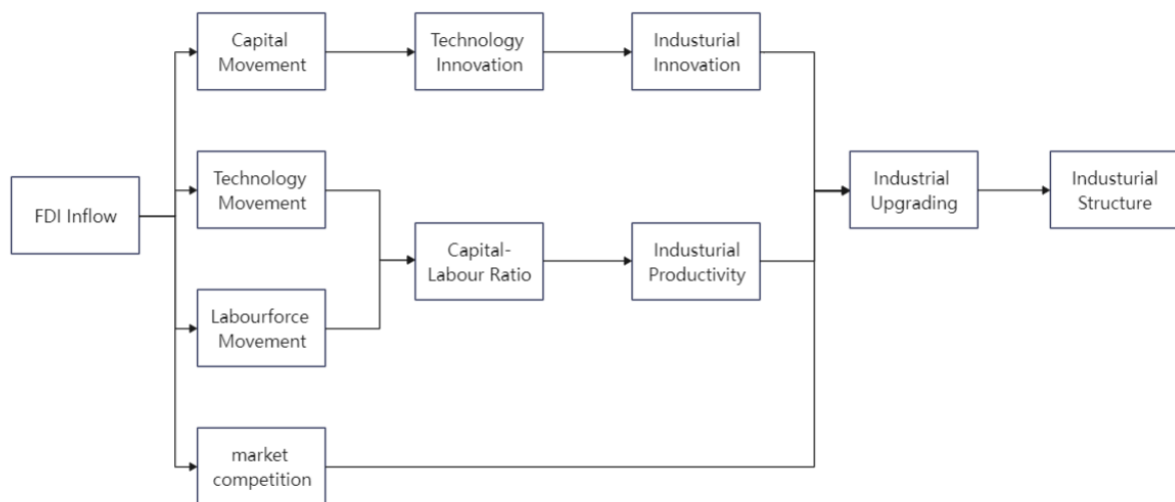 Capital
Movement
Technology
Innovation
Industurial
Innovation
FDI Inflow
Technology
Movement
Labourforce
Movement
Capital-
Labour Ratio
Industurial
Productivity
Industrial
Upgrading
Industurial
Structure
market
competition